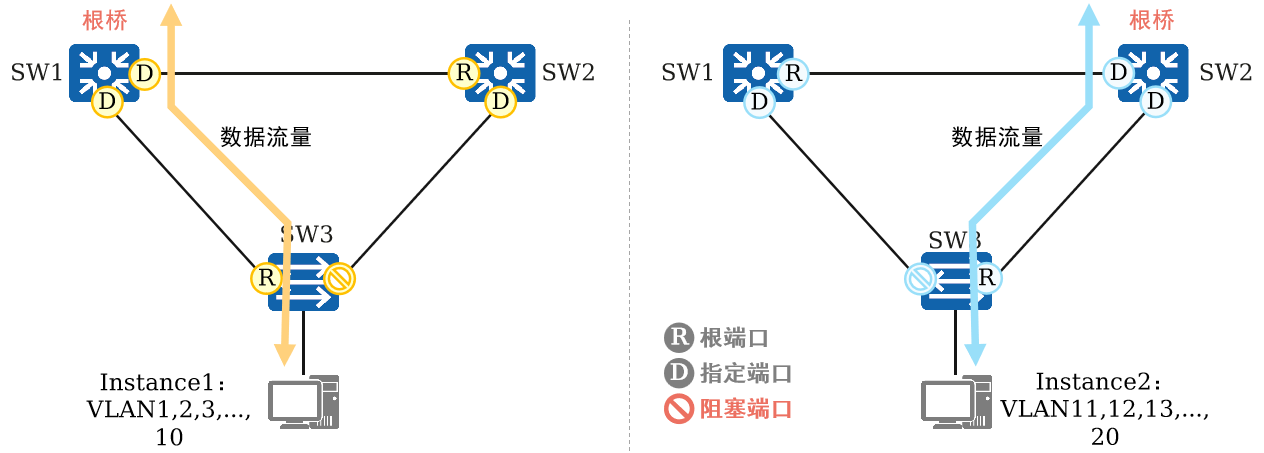 根桥
SW1
D
R
SW2
D
D
数据流量
SW3
R
Instance1：
VLAN1,2,3,...,
10
根桥
SW1
R
D
SW2
D
D
数据流量
SW3
R
R 根端口
D 指定端口
阻塞端口
Instance2：
VLAN11,12,13,...,
20